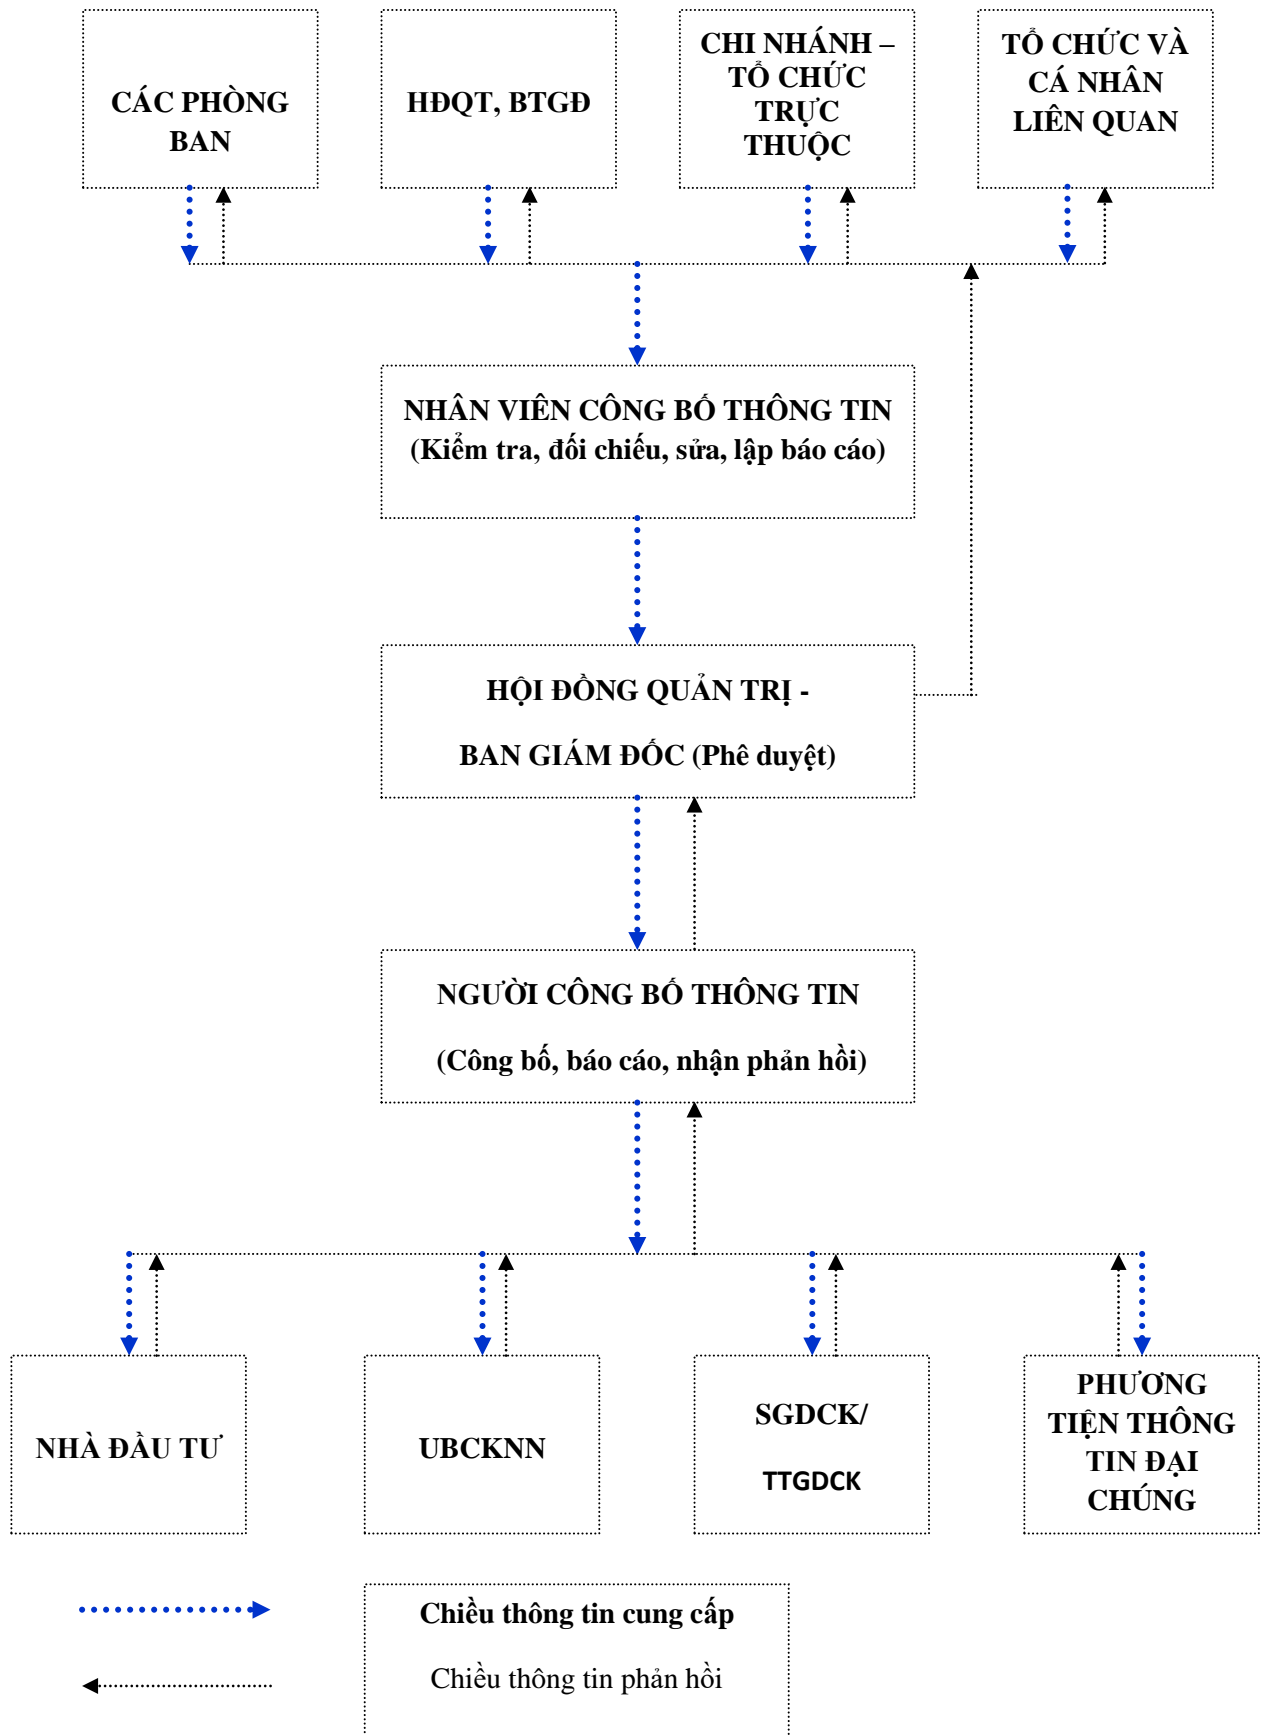 CÁC PHÒNG
BAN
HĐQT, BTGĐ
CHI NHÁNH –
TỔ CHỨC
TRỰC
THUỘC
TỔ CHỨC VÀ
CÁ NHÂN
LIÊN QUAN
NHÂN VIÊN CÔNG BỐ THÔNG TIN
(Kiểm tra, đối chiếu, sửa, lập báo cáo)
HỘI ĐỒNG QUẢN TRỊ -
BAN GIÁM ĐỐC (Phê duyệt)
NGƯỜI CÔNG BỐ THÔNG TIN
(Công bố, báo cáo, nhận phản hồi)
NHÀ ĐẦU TƯ
UBCKNN
SGDCK/
TTGDCK
PHƯƠNG
TIỆN THÔNG
TIN ĐẠI
CHÚNG
Chiều thông tin cung cấp
Chiều thông tin phản hồi